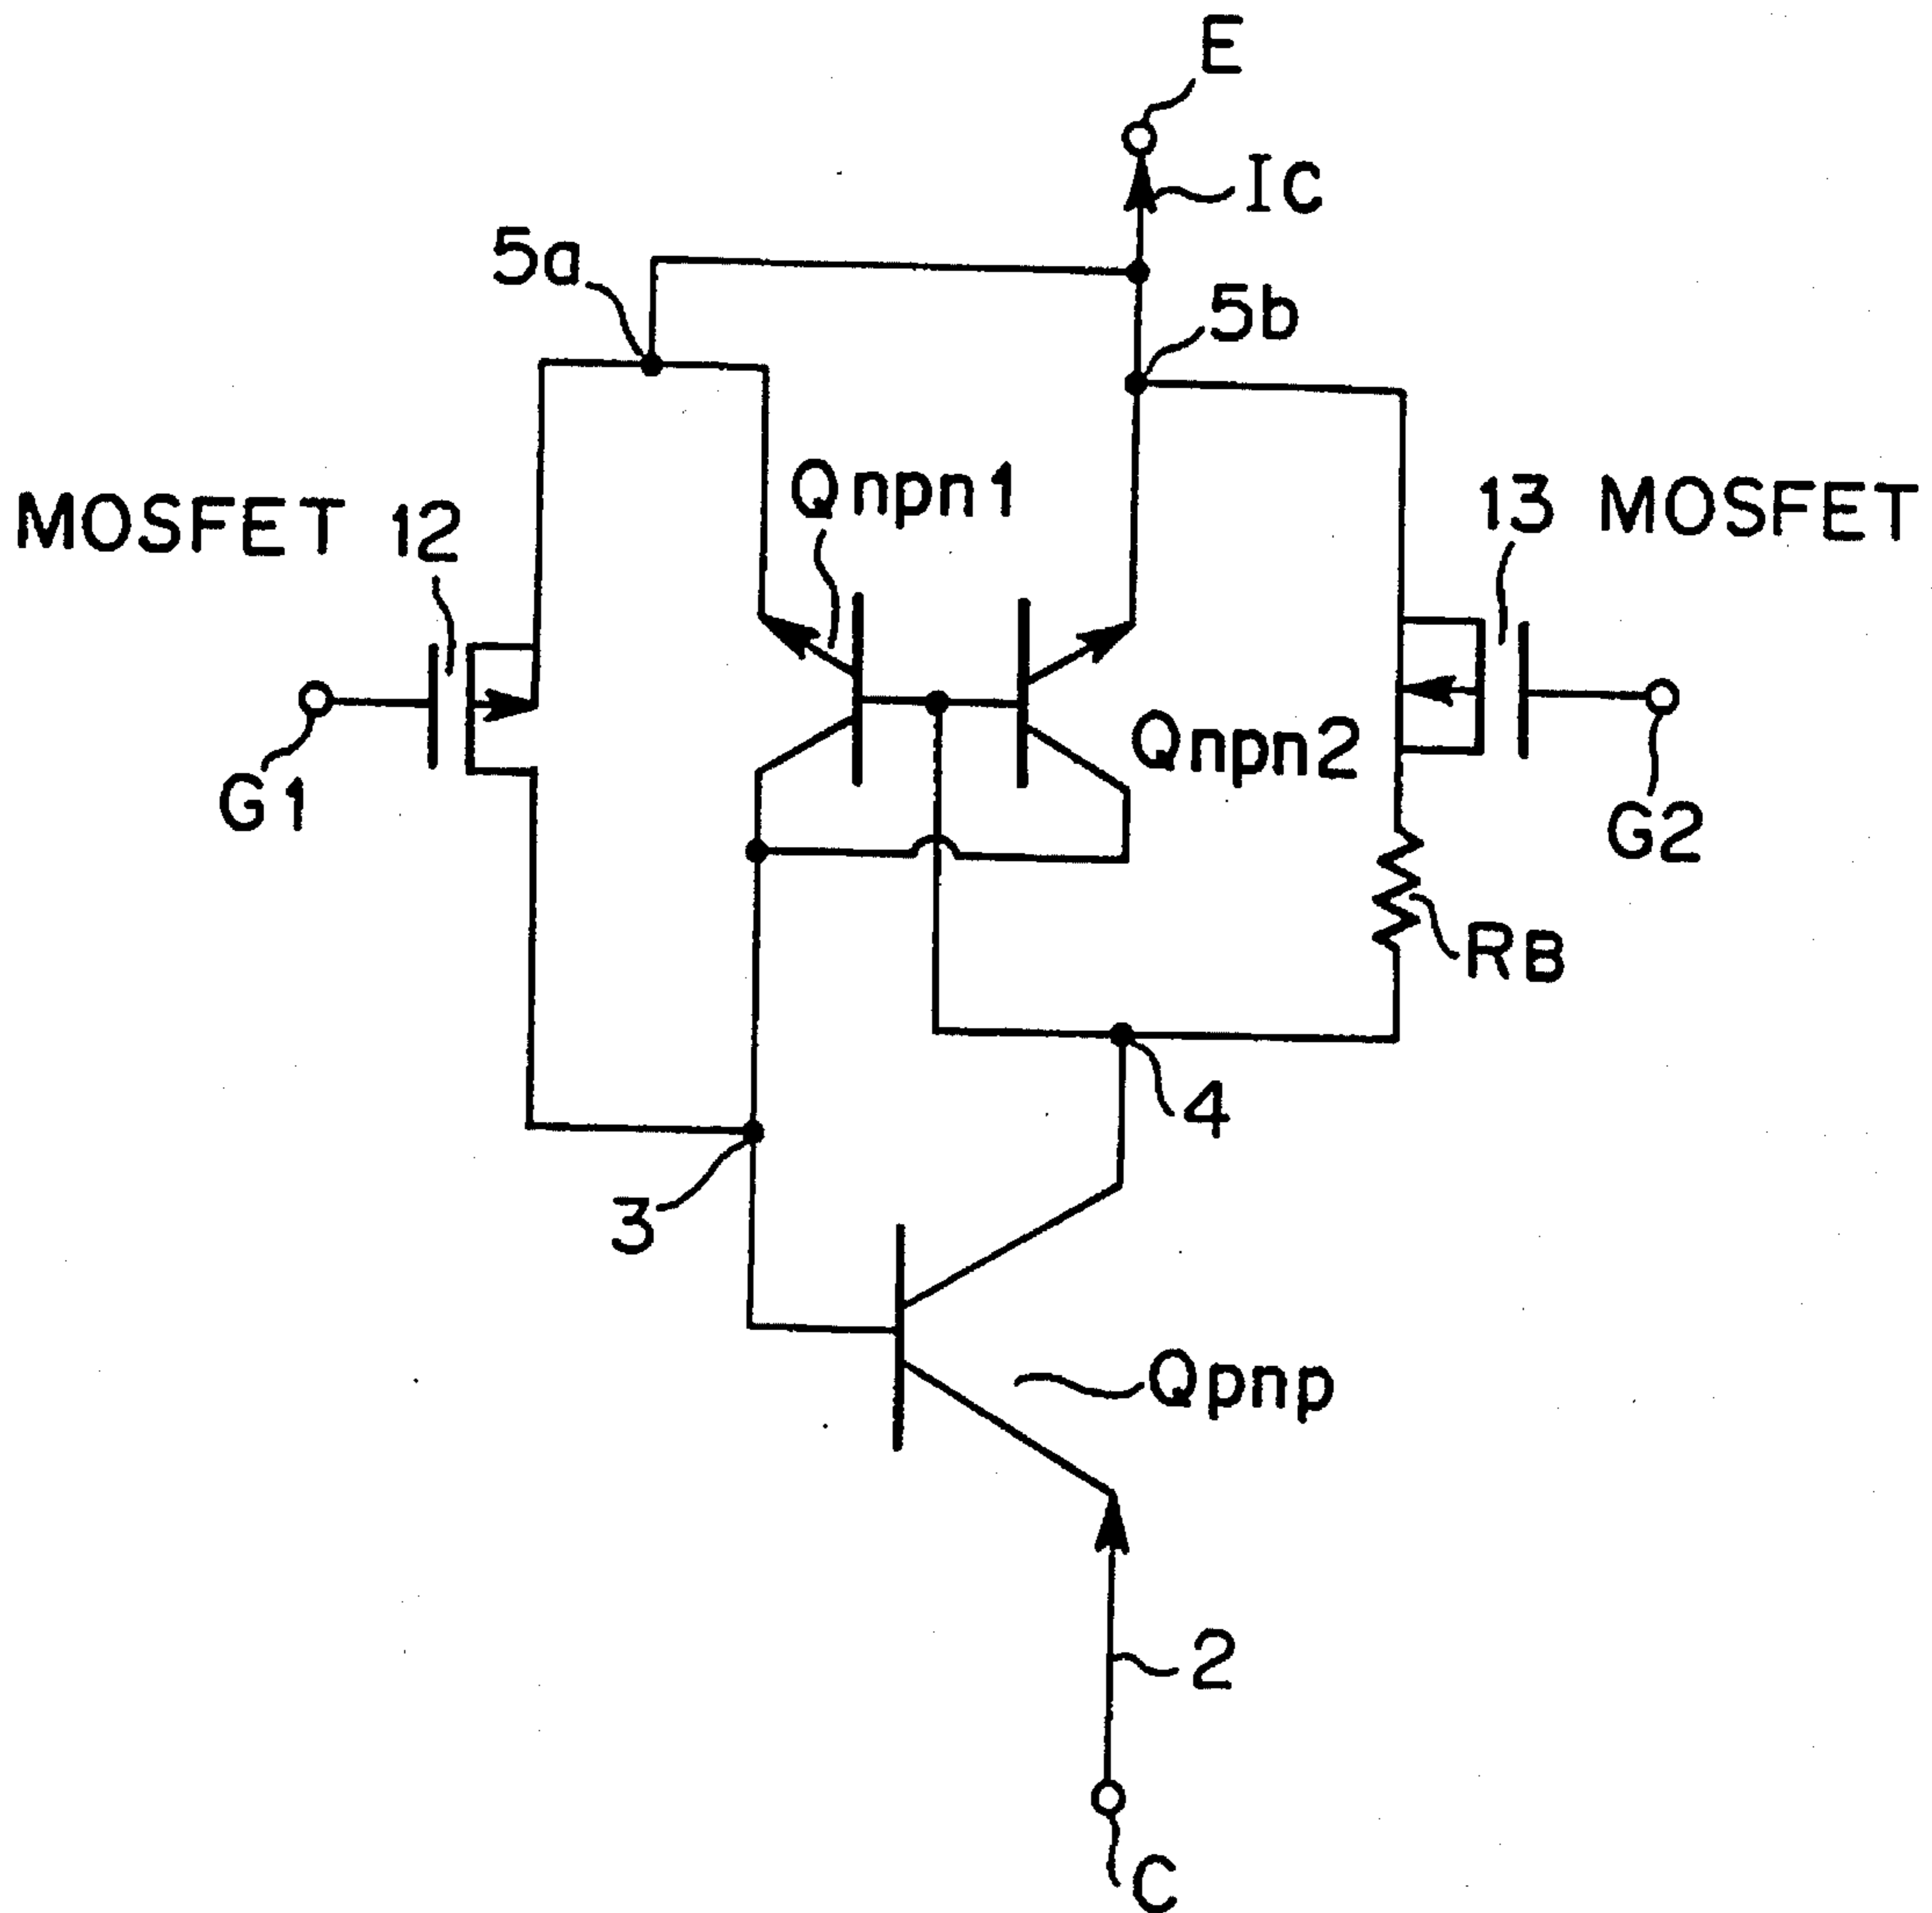 E
IC
5a
5b
Qnpn1
MOSFET 12
13 MOSFET
Qnpn2
G1
G2
RB
4
3
Qpnp
2
C